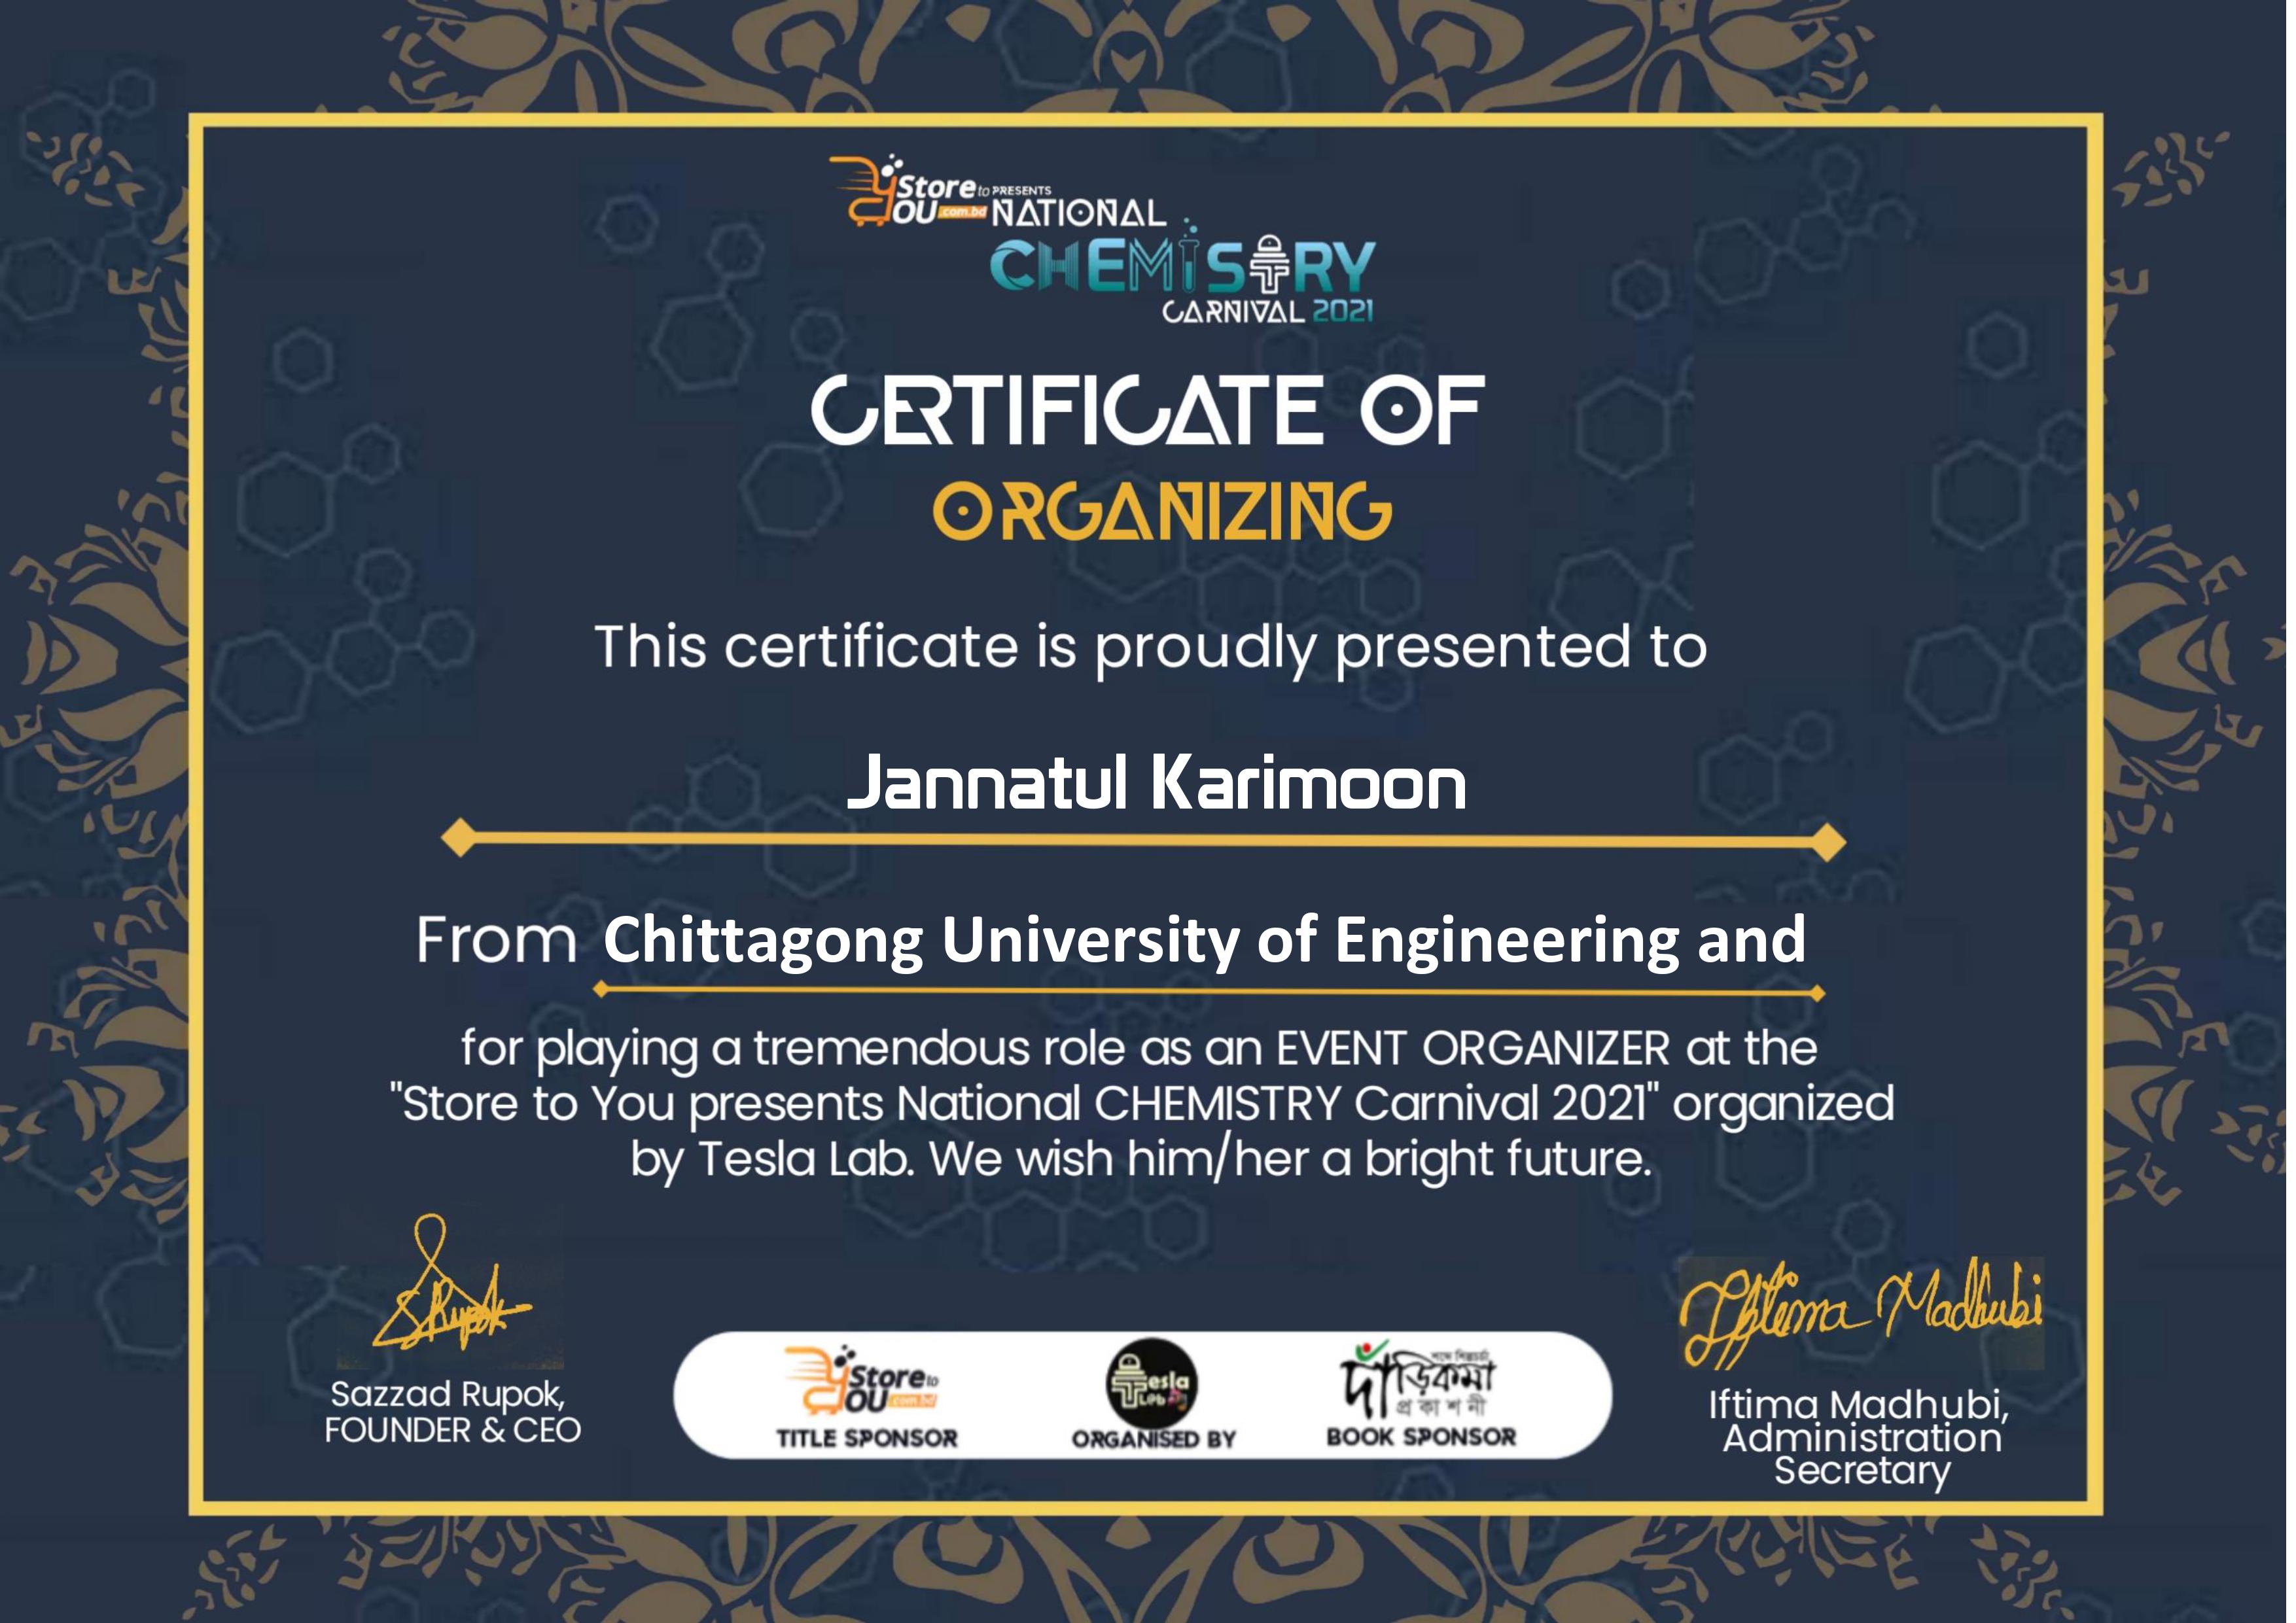 Store to PRESENTS
YOU .com.bd NATIONAL
CHEMISTRY
CARNIVAL 2021
CERTIFICATE OF
ORGANIZING
This certificate is proudly presented to
Jannatul Karimoon
From Chittagong University of Engineering and
for playing a tremendous role as an EVENT ORGANIZER at the
"Store to You presents National CHEMISTRY Carnival 2021" organized
by Tesla Lab. We wish him/her a bright future.
S Rupok
Iftima Madhubi
Sazzad Rupok,
FOUNDER & CEO
Store to
YOU .com.bd
TITLE SPONSOR
Tesla
Lab
ORGANISED BY
দাঁড়িকমা
প্রকাশনী
BOOK SPONSOR
Iftima Madhubi,
Administration
Secretary